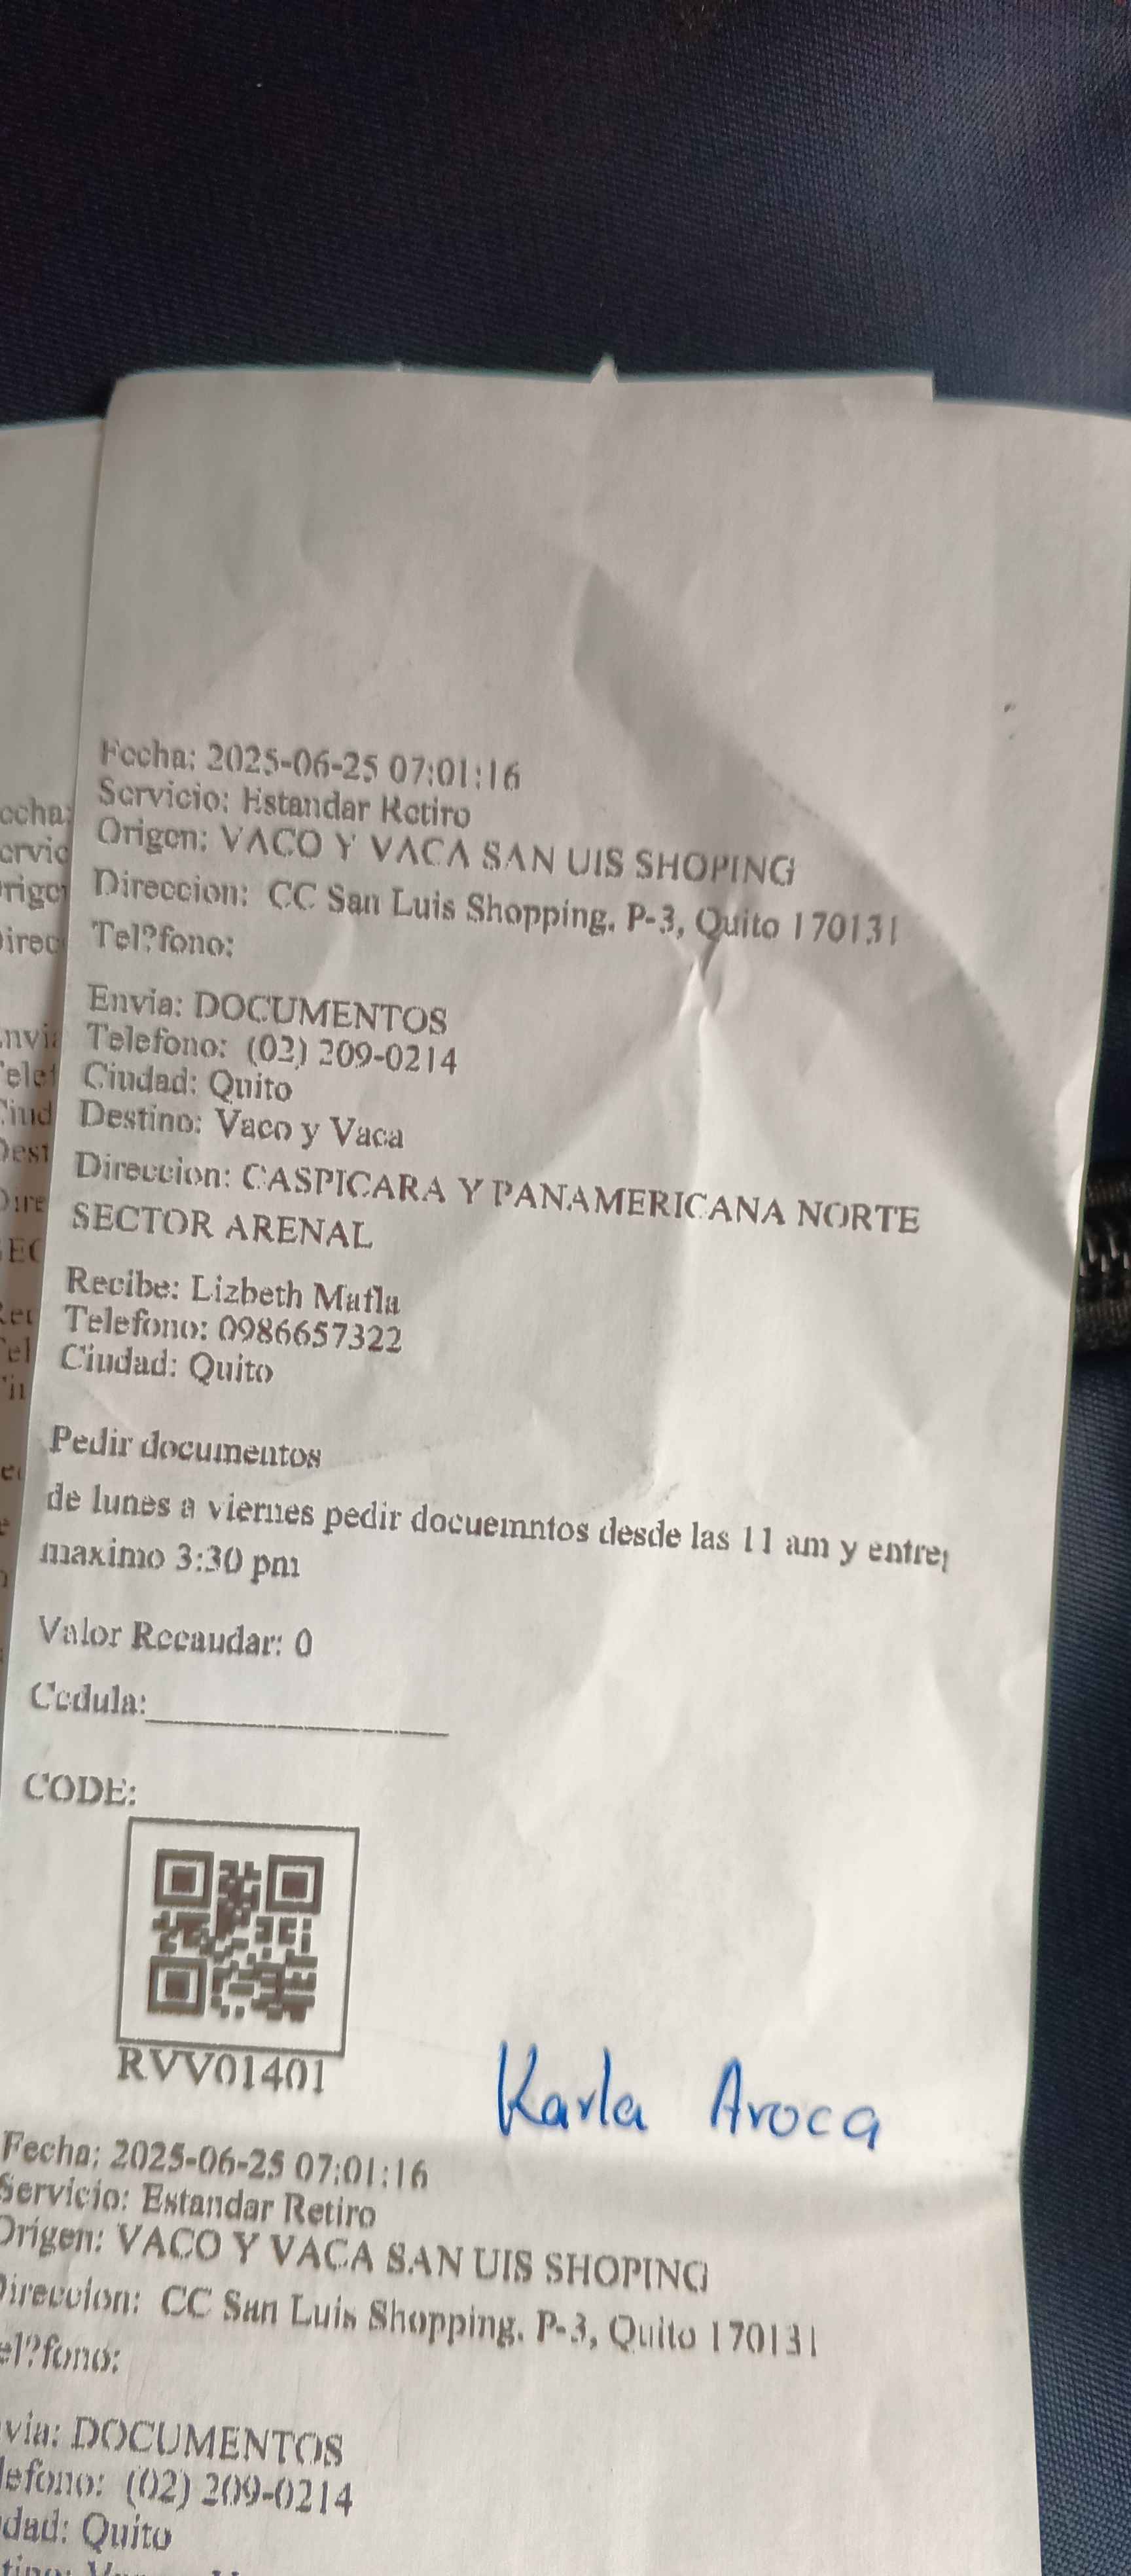 Fecha: 2025-06-25 07:01:16
Servicio: Estandar Retiro
Origen: VACO Y VACA SAN UIS SHOPING
Direccion: CC San Luis Shopping. P-3, Quito 170131
Tel?fono:
Envia: DOCUMENTOS
Telefono: (02) 209-0214
Ciudad: Quito
Destino: Vaco y Vaca
Direccion: CASPICARA Y PANAMERICANA NORTE
SECTOR ARENAL
Recibe: Lizbeth Mafla
Telefono: 0986657322
Ciudad: Quito
Pedir documentos
de lunes a viernes pedir docuemntos desde las 11 am y entre
maximo 3:30 pm
Valor Recaudar: 0
Cedula:
CODE:
RVV01401
Karla Aroca
Fecha: 2025-06-25 07:01:16
Servicio: Estandar Retiro
Origen: VACO Y VACA SAN UIS SHOPING
Direccion: CC San Luis Shopping. P-3, Quito 170131
el?fono:
via: DOCUMENTOS
lefono: (02) 209-0214
dad: Quito